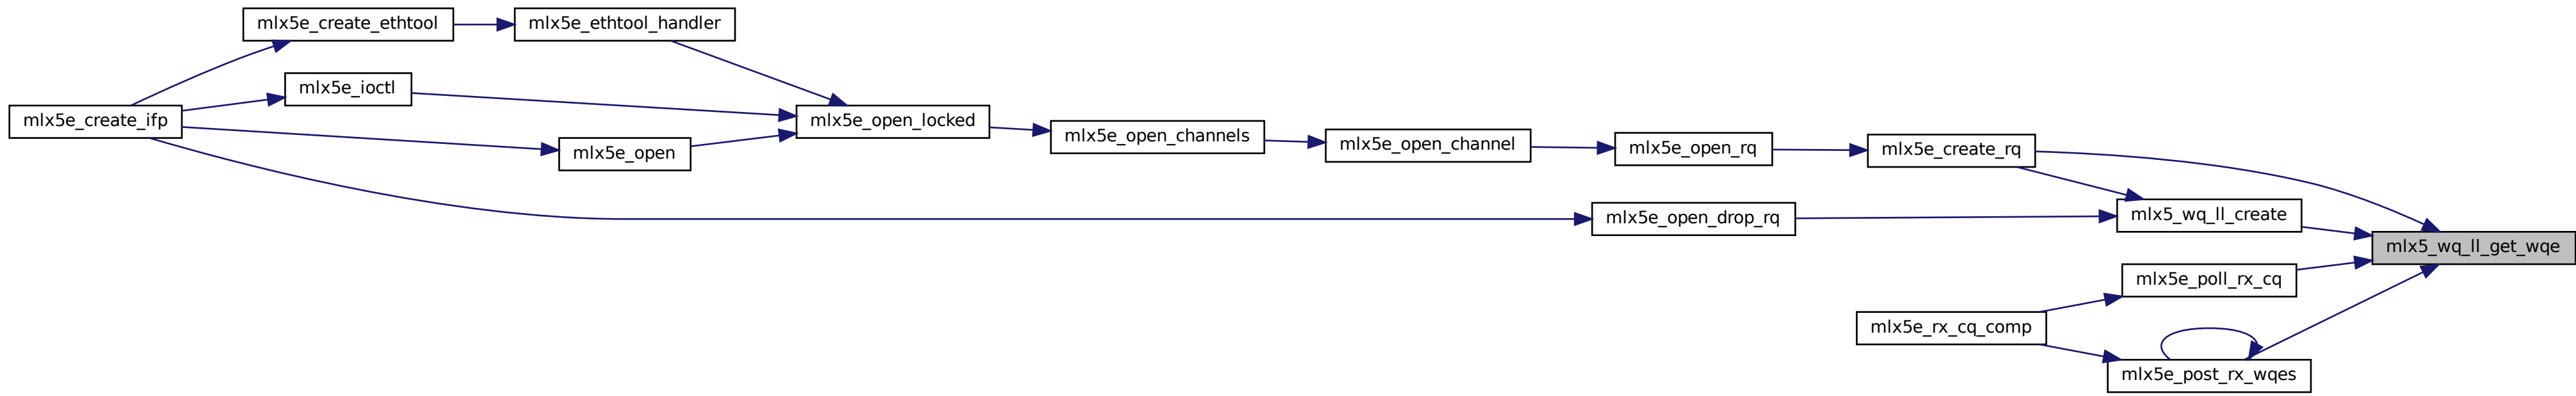 mlx5e_create_ethtool
mlx5e_ethtool_handler
mlx5e_ioctl
mlx5e_create_ifp
mlx5e_open_locked
mlx5e_open_channels
mlx5e_open_channel
mlx5e_open_rq
mlx5e_create_rq
mlx5e_open
mlx5e_open_drop_rq
mlx5_wq_ll_create
mlx5_wq_ll_get_wqe
mlx5e_poll_rx_cq
mlx5e_rx_cq_comp
mlx5e_post_rx_wqes